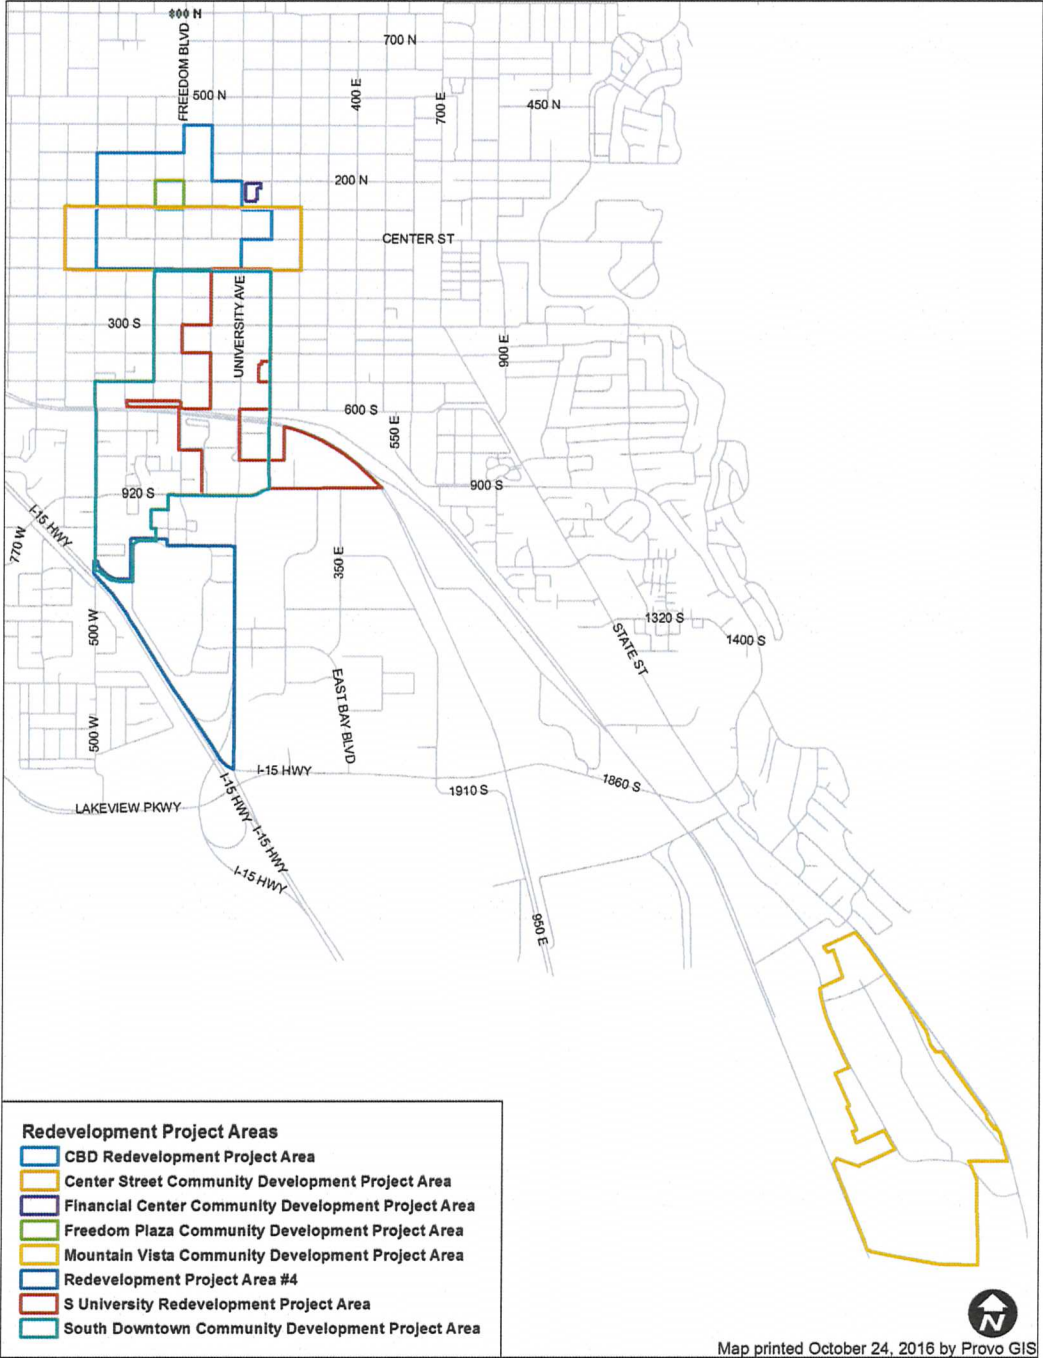 800 N
FREEDOM BLVD
700 N
500 N
400 E
700 E
450 N
200 N
CENTER ST
300 S
UNIVERSITY AVE
900 E
600 S
550 E
900 S
920 S
I-15 HWY
770 W
350 E
500 W
1320 S
STATE ST
1400 S
EAST BAY BLVD
500 W
I-15 HWY
1860 S
1910 S
LAKEVIEW PKWY
I-15 HWY
I-15 HWY
I-15 HWY
950 E
Redevelopment Project Areas
CBD Redevelopment Project Area
Center Street Community Development Project Area
Financial Center Community Development Project Area
Freedom Plaza Community Development Project Area
Mountain Vista Community Development Project Area
Redevelopment Project Area #4
S University Redevelopment Project Area
South Downtown Community Development Project Area
N
Map printed October 24, 2016 by Provo GIS